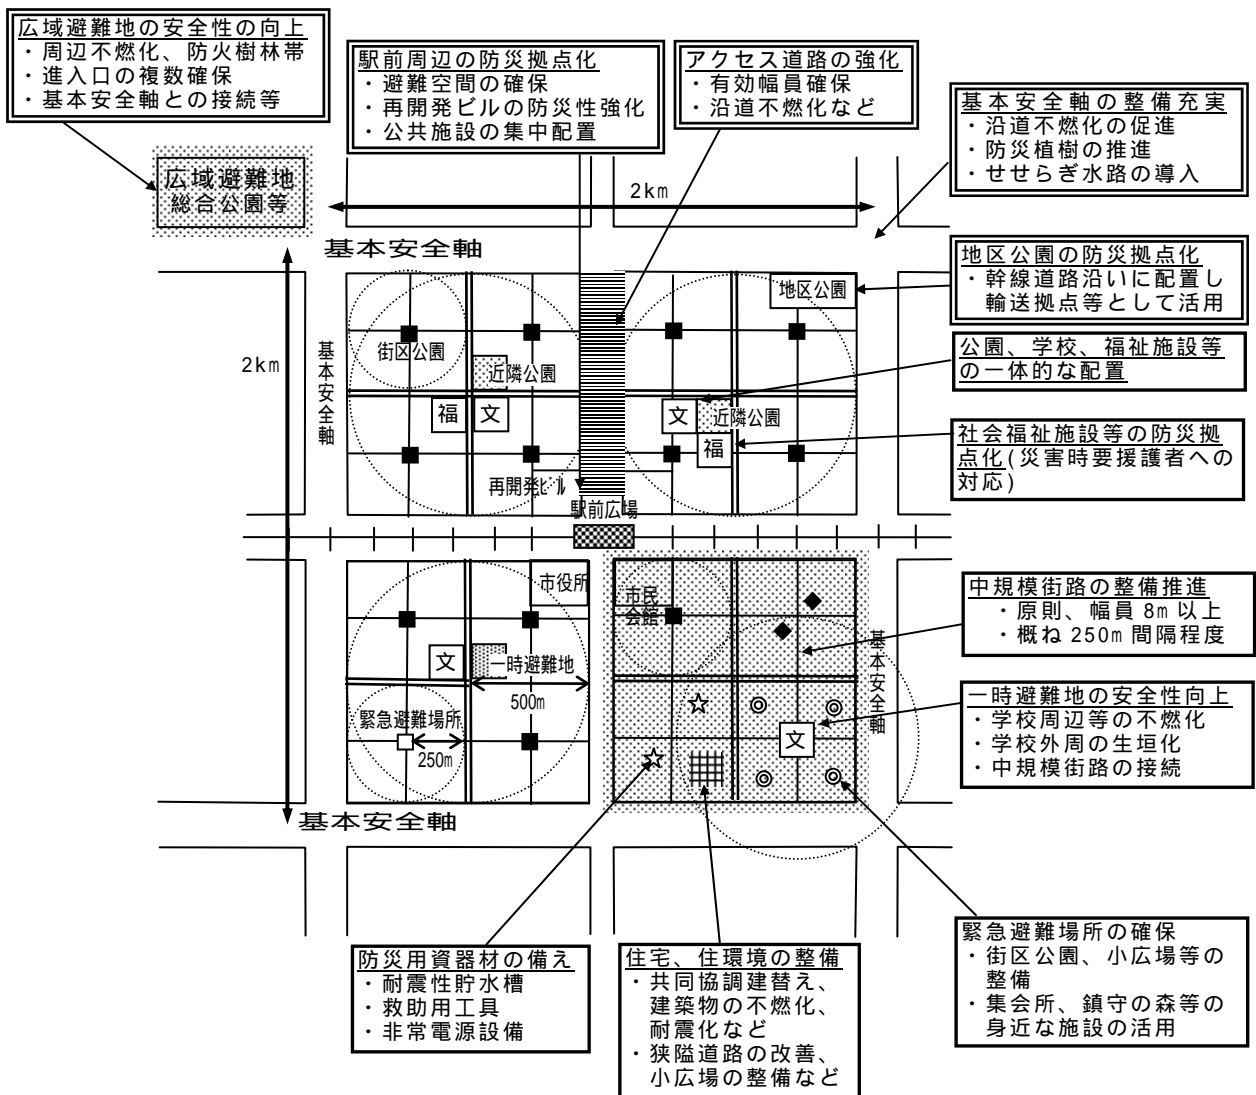 広域避難地の安全性の向上
・周辺不燃化、防火樹林帯
・進入口の複数確保
・基本安全軸との接続等
駅前周辺の防災拠点化
・避難空間の確保
・再開発ビルの防災性強化
・公共施設の集中配置
アクセス道路の強化
・有効幅員確保
・沿道不燃化など
基本安全軸の整備充実
・沿道不燃化の促進
・防災植樹の推進
・せせらぎ水路の導入
広域避難地
総合公園等
2km
基本安全軸
地区公園の防災拠点化
・幹線道路沿いに配置し
輸送拠点等として活用
地区公園
2km
基本安全軸
街区公園
近隣公園
福
文
文
近隣公園
福
公園、学校、福祉施設等
の一体的な配置
社会福祉施設等の防災拠
点化(災害時要援護者への
対応)
再開発ビル
駅前広場
市役所
市民
会館
中規模街路の整備推進
・原則、幅員8m以上
・概ね250m間隔程度
基本安全軸
文
一時避難地
500m
緊急避難場所
250m
文
一時避難地の安全性向上
・学校周辺等の不燃化
・学校外周の生垣化
・中規模街路の接続
基本安全軸
防災用資器材の備え
・耐震性貯水槽
・救助用工具
・非常電源設備
住宅、住環境の整備
・共同協調建替え、
建築物の不燃化、
耐震化など
・狭隘道路の改善、
小広場の整備など
緊急避難場所の確保
・街区公園、小広場等の
整備
・集会所、鎮守の森等の
身近な施設の活用